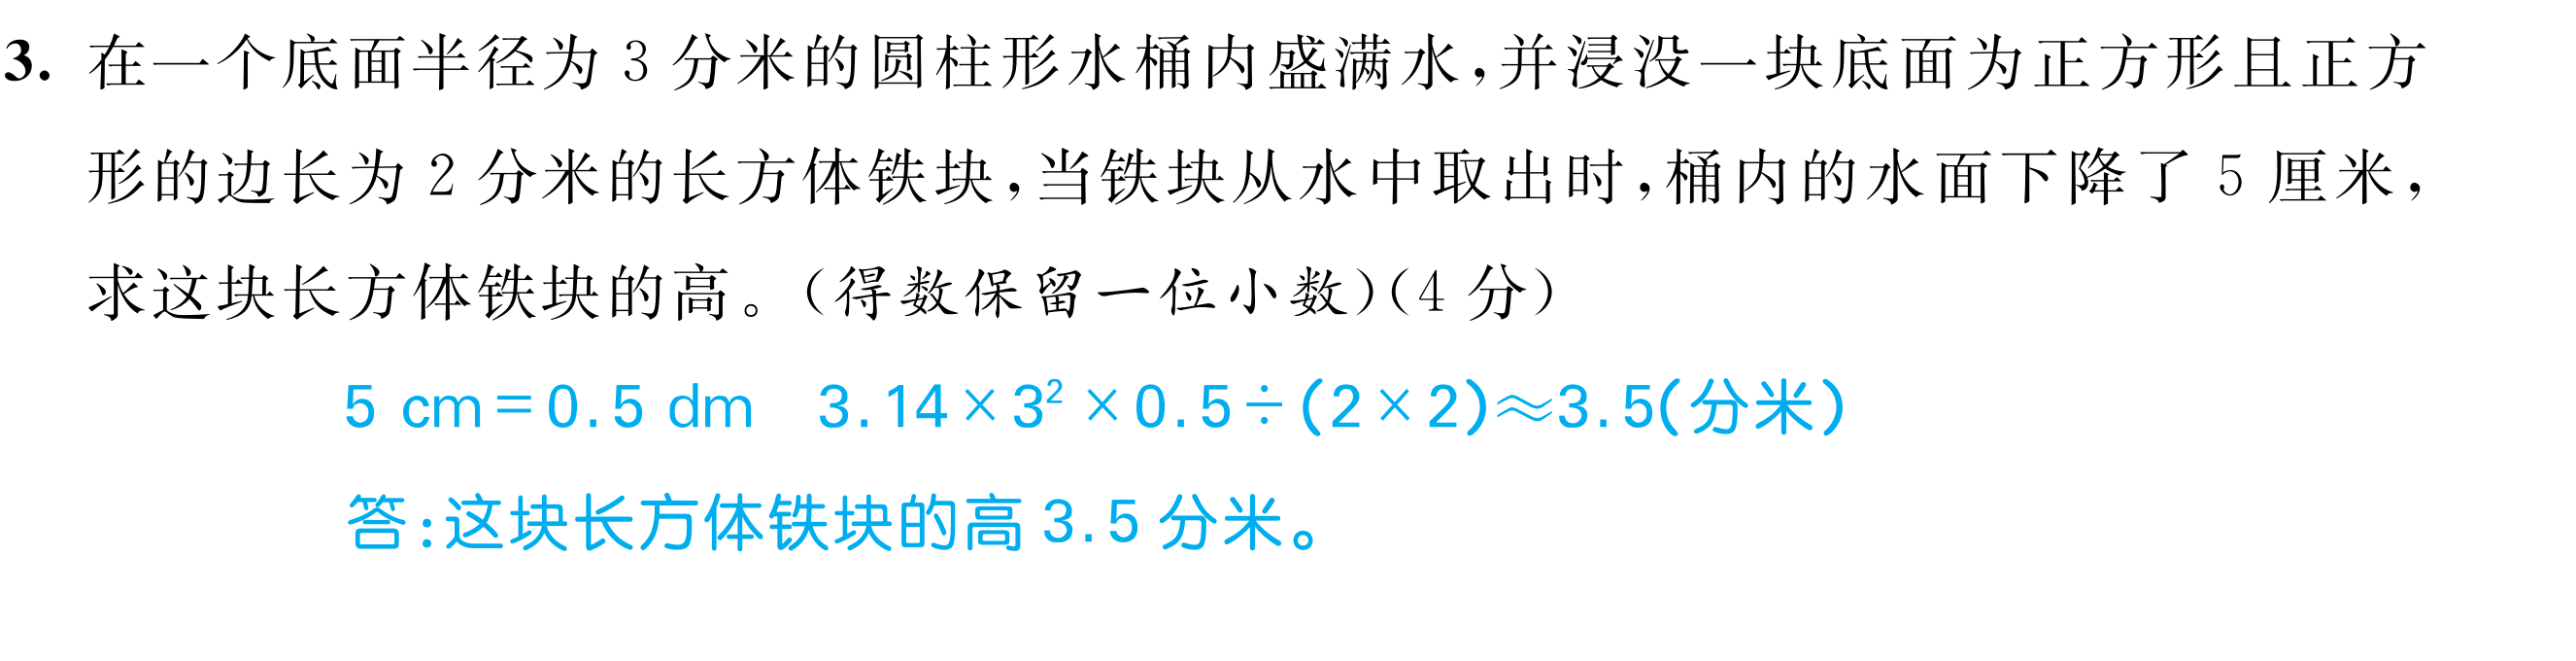 3. 在一个底面半径为 3 分米的圆柱形水桶内盛满水,并浸没一块底面为正方形且正方
形的边长为 2 分米的长方体铁块,当铁块从水中取出时,桶内的水面下降了 5 厘米,
求这块长方体铁块的高。(得数保留一位小数)(4 分)
5 cm=0.5 dm 3.14×3²×0.5÷(2×2)≈3.5(分米)
答:这块长方体铁块的高 3.5 分米。